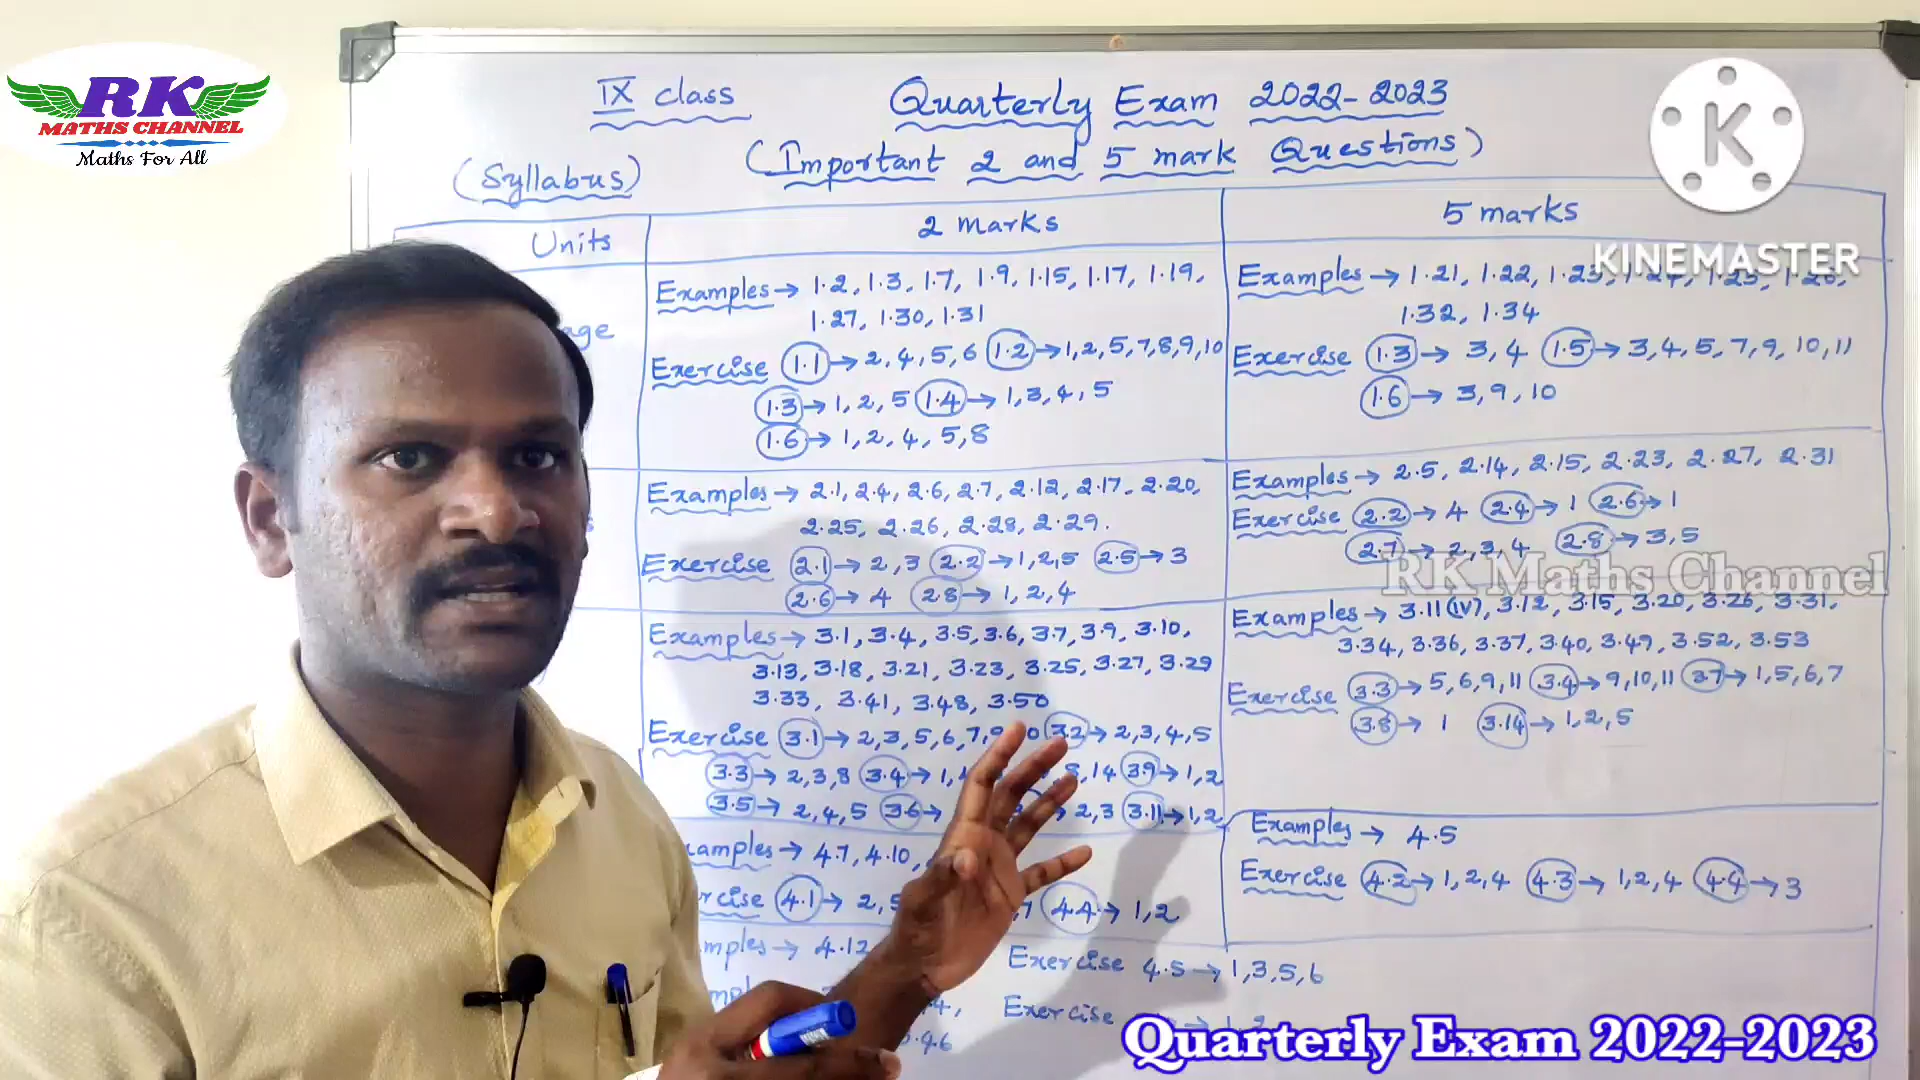 RK
MATHS CHANNEL
Maths For All
IX class
Quarterly Exam 2022-2023
(Important 2 and 5 mark Questions)
(Syllabus)
K
KINEMASTER
Units
2 marks
5 marks
Examples → 1.2, 1.3, 1.7, 1.9, 1.15, 1.17, 1.19,
1.27, 1.30, 1.31
Exercise 1.1 → 2, 4, 5, 6 1.2 → 1, 2, 5, 7, 8, 9, 10
1.3 → 1, 2, 5 1.4 → 1, 3, 4, 5
1.6 → 1, 2, 4, 5, 8
Examples → 1.21, 1.22, 1.23, 1.24, 1.25, 1.26,
1.32, 1.34
Exercise 1.3 → 3, 4 1.5 → 3, 4, 5, 7, 9, 10, 11
1.6 → 3, 9, 10
Examples → 2.1, 2.4, 2.6, 2.7, 2.12, 2.17, 2.20,
2.25, 2.26, 2.28, 2.29.
Exercise 2.1 → 2, 3 2.2 → 1, 2, 5 2.5 → 3
2.6 → 4 2.8 → 1, 2, 4
Examples → 2.5, 2.14, 2.15, 2.23, 2.27, 2.31
Exercise 2.2 → 4 2.4 → 1 2.6 → 1
2.7 → 2, 3, 4 2.8 → 3, 5
RK Maths Channel
Examples → 3.1, 3.4, 3.5, 3.6, 3.7, 3.9, 3.10,
3.13, 3.18, 3.21, 3.23, 3.25, 3.27, 3.29
3.33, 3.41, 3.48, 3.50
Exercise 3.1 → 2, 3, 5, 6, 7, 3.2 → 2, 3, 4, 5
3.3 → 2, 3, 8 3.4 → 1, 8, 14 3.9 → 1, 2
3.5 → 2, 4, 5 3.6 → 2, 3 3.11 → 1, 2
Examples → 3.11 (iv), 3.12, 3.15, 3.20, 3.26, 3.31,
3.34, 3.36, 3.37, 3.40, 3.49, 3.52, 3.53
Exercise 3.3 → 5, 6, 9, 11 3.4 → 9, 10, 11 3.7 → 1, 5, 6, 7
3.8 → 1 3.14 → 1, 2, 5
→ 4.7, 4.10,
4.1 → 2, 5 4.4 → 1, 2
Examples → 4.5
Exercise 4.2 → 1, 2, 4 4.3 → 1, 2, 4 4.4 → 3
→ 4.12 Exercise 4.5 → 1, 3, 5, 6
Exercise
Quarterly Exam 2022-2023